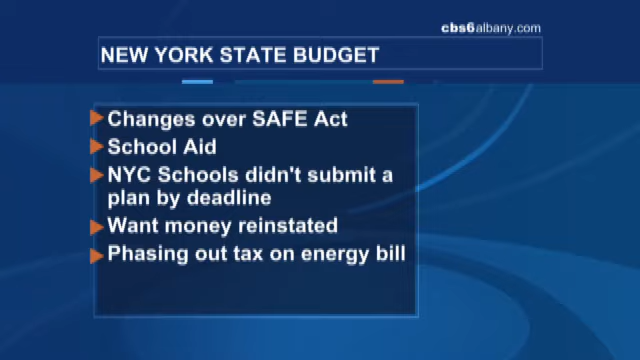 cbs6albany.com
NEW YORK STATE BUDGET
Changes over SAFE Act
School Aid
NYC Schools didn't submit a
plan by deadline
Want money reinstated
Phasing out tax on energy bill